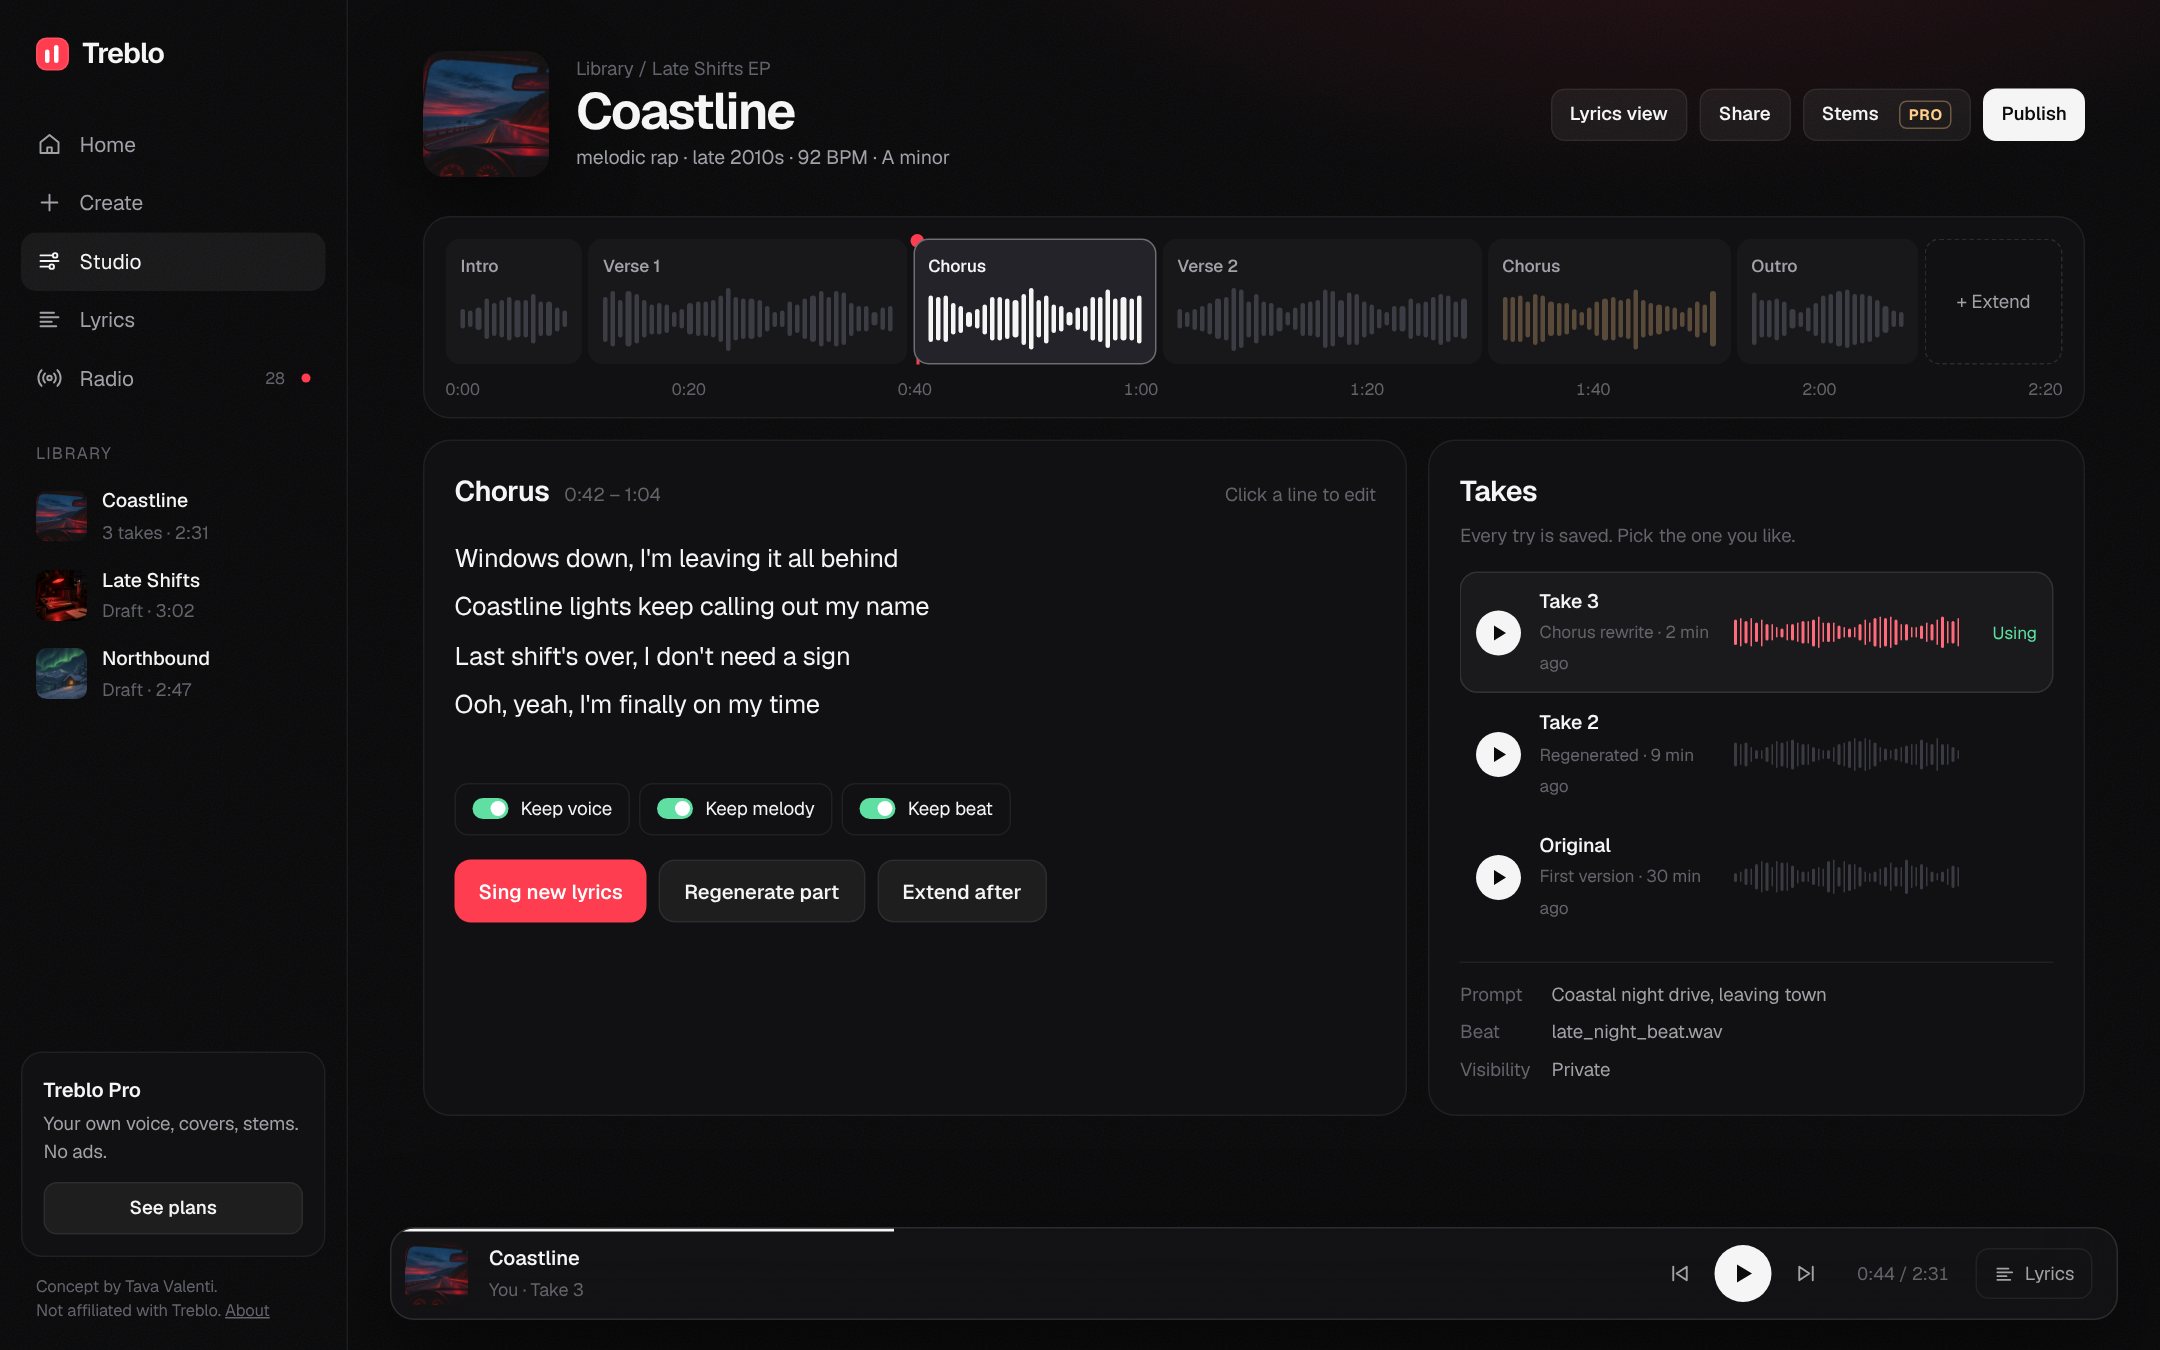 Treblo
Home
Create
Studio
Lyrics
Radio 28
LIBRARY
Coastline
3 takes · 2:31
Late Shifts
Draft · 3:02
Northbound
Draft · 2:47
Treblo Pro
Your own voice, covers, stems.
No ads.
See plans
Concept by Tava Valenti.
Not affiliated with Treblo. About
Library / Late Shifts EP
Coastline
melodic rap · late 2010s · 92 BPM · A minor
Lyrics view
Share
Stems PRO
Publish
Intro
Verse 1
Chorus
Verse 2
Chorus
Outro
+ Extend
0:00 0:20 0:40 1:00 1:20 1:40 2:00 2:20
Chorus 0:42 – 1:04
Click a line to edit
Windows down, I'm leaving it all behind
Coastline lights keep calling out my name
Last shift's over, I don't need a sign
Ooh, yeah, I'm finally on my time
Keep voice
Keep melody
Keep beat
Sing new lyrics
Regenerate part
Extend after
Takes
Every try is saved. Pick the one you like.
Take 3
Chorus rewrite · 2 min
ago
Using
Take 2
Regenerated · 9 min
ago
Original
First version · 30 min
ago
Prompt Coastal night drive, leaving town
Beat late_night_beat.wav
Visibility Private
Coastline
You · Take 3
0:44 / 2:31
Lyrics